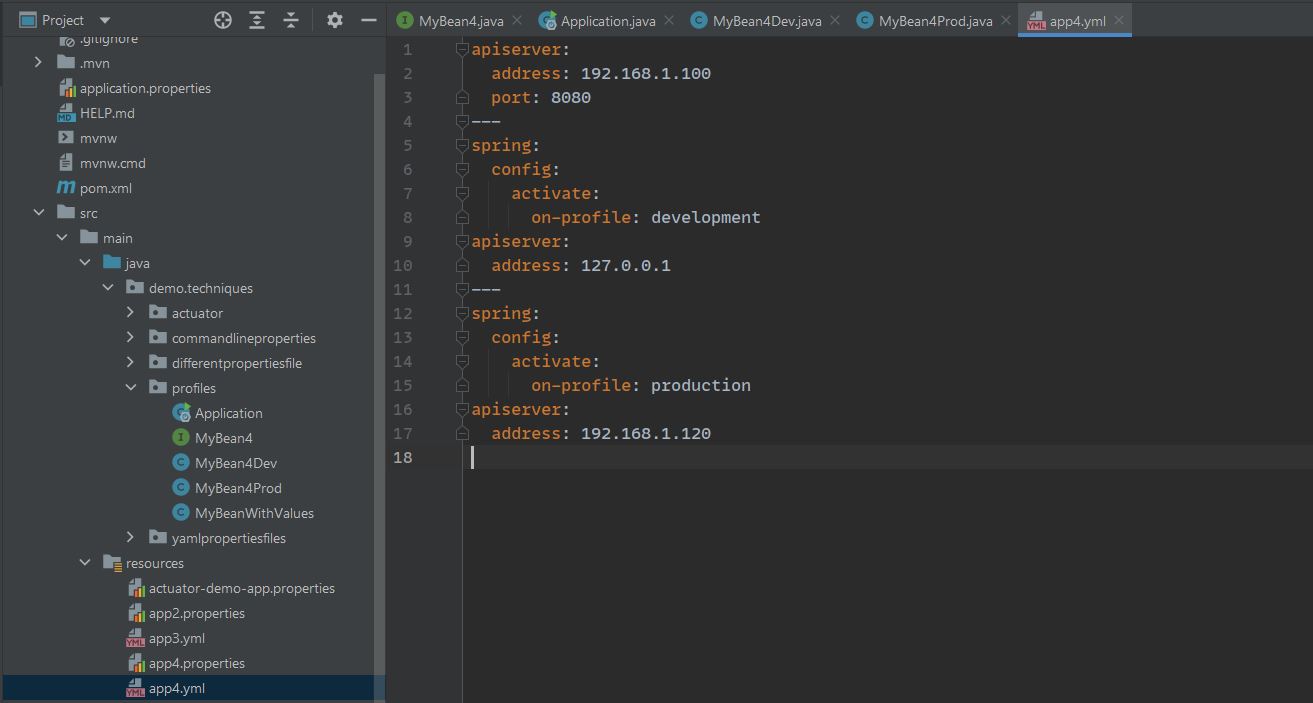 Project
MyBean4.java
Application.java
MyBean4Dev.java
MyBean4Prod.java
app4.yml
.gitignore
.mvn
application.properties
HELP.md
mvnw
mvnw.cmd
pom.xml
src
main
java
demo.techniques
actuator
commandlineproperties
differentpropertiesfile
profiles
Application
MyBean4
MyBean4Dev
MyBean4Prod
MyBeanWithValues
yamlpropertiesfiles
resources
actuator-demo-app.properties
app2.properties
app3.yml
app4.properties
app4.yml
1 apiserver:
2   address: 192.168.1.100
3   port: 8080
4 ---
5 spring:
6   config:
7     activate:
8       on-profile: development
9 apiserver:
10   address: 127.0.0.1
11 ---
12 spring:
13   config:
14     activate:
15       on-profile: production
16 apiserver:
17   address: 192.168.1.120
18